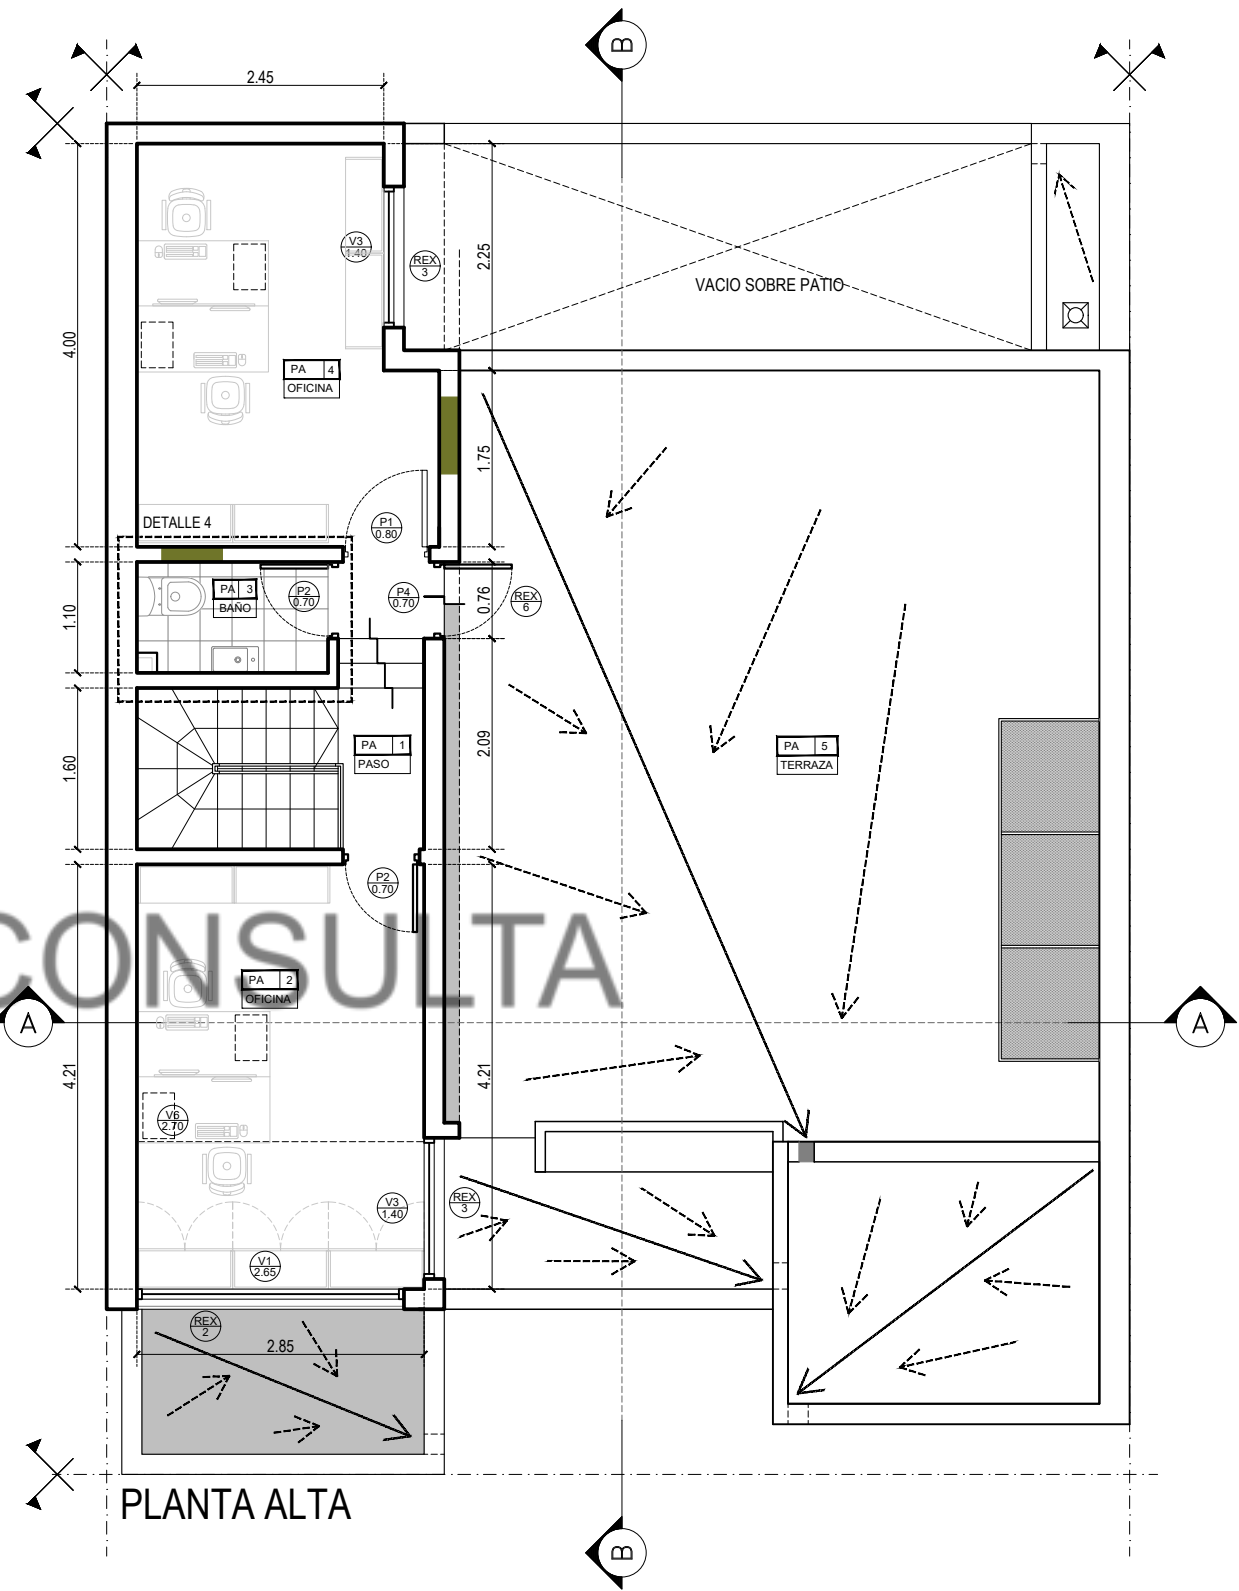 B
2.45
V3
1.40
REX
3
2.25
VACIO SOBRE PATIO
4.00
PA 4
OFICINA
1.75
DETALLE 4
P1
0.80
PA 3
BAÑO
P2
0.70
P4
0.70
0.76
REX
6
1.10
PA 1
PASO
2.09
PA 5
TERRAZA
1.60
P2
0.70
CONSULTA
PA 2
OFICINA
A
A
4.21
4.21
V6
2.70
V3
1.40
REX
3
V1
2.65
REX
2
2.85
PLANTA ALTA
B